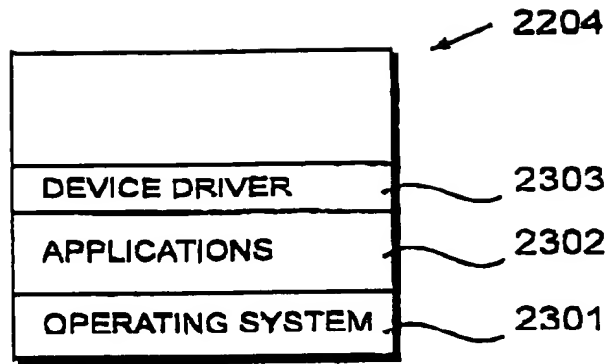 2204
DEVICE DRIVER 2303
APPLICATIONS 2302
OPERATING SYSTEM 2301